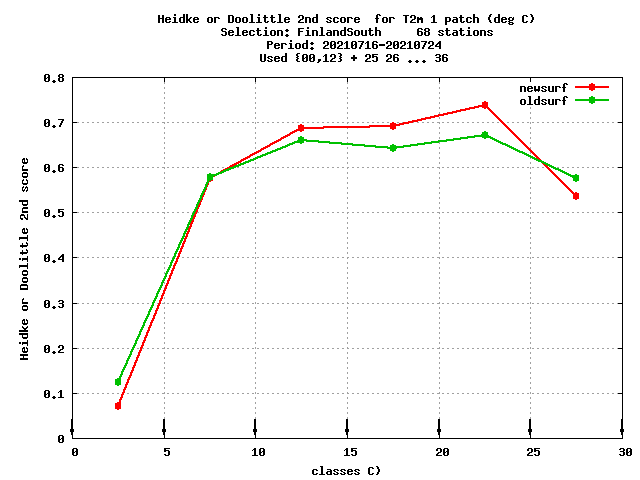 Heidke or Doolittle 2nd score  for T2m 1 patch (deg C)
Selection: FinlandSouth     68 stations
Period: 20210716-20210724
Used {00,12} + 25 26 ... 36
newsurf
oldsurf
Heidke or Doolittle 2nd score
0.8
0.7
0.6
0.5
0.4
0.3
0.2
0.1
0
0 5 10 15 20 25 30
classes C)